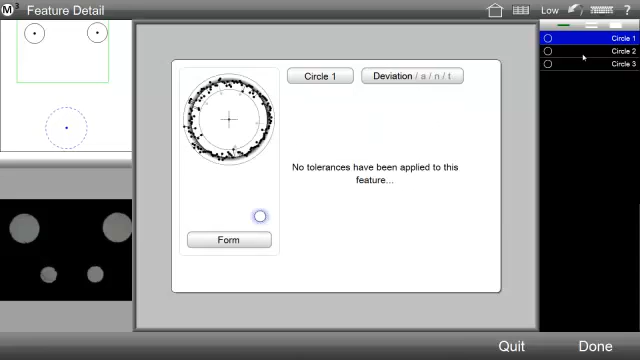 M3 Feature Detail
Low
?
Circle 1
Circle 2
Circle 3
Circle 1
Deviation / a / n / t
No tolerances have been applied to this
feature...
Form
Quit
Done